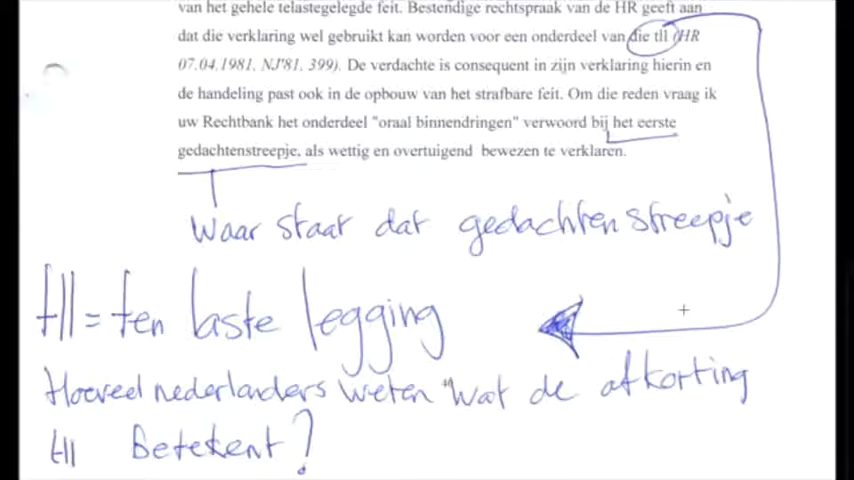 van het gehele telastegelegde feit. Bestendige rechtspraak van de HR geeft aan
dat die verklaring wel gebruikt kan worden voor een onderdeel van die tll (HR
07.04.1981, NJ'81, 399). De verdachte is consequent in zijn verklaring hierin en
de handeling past ook in de opbouw van het strafbare feit. Om die reden vraag ik
uw Rechtbank het onderdeel "oraal binnendringen" verwoord bij het eerste
gedachtenstreepje, als wettig en overtuigend bewezen te verklaren.
waar staat dat gedachtenstreepje
tll = ten laste legging
Hoeveel nederlanders weten "wat de afkorting
tll Betekent?